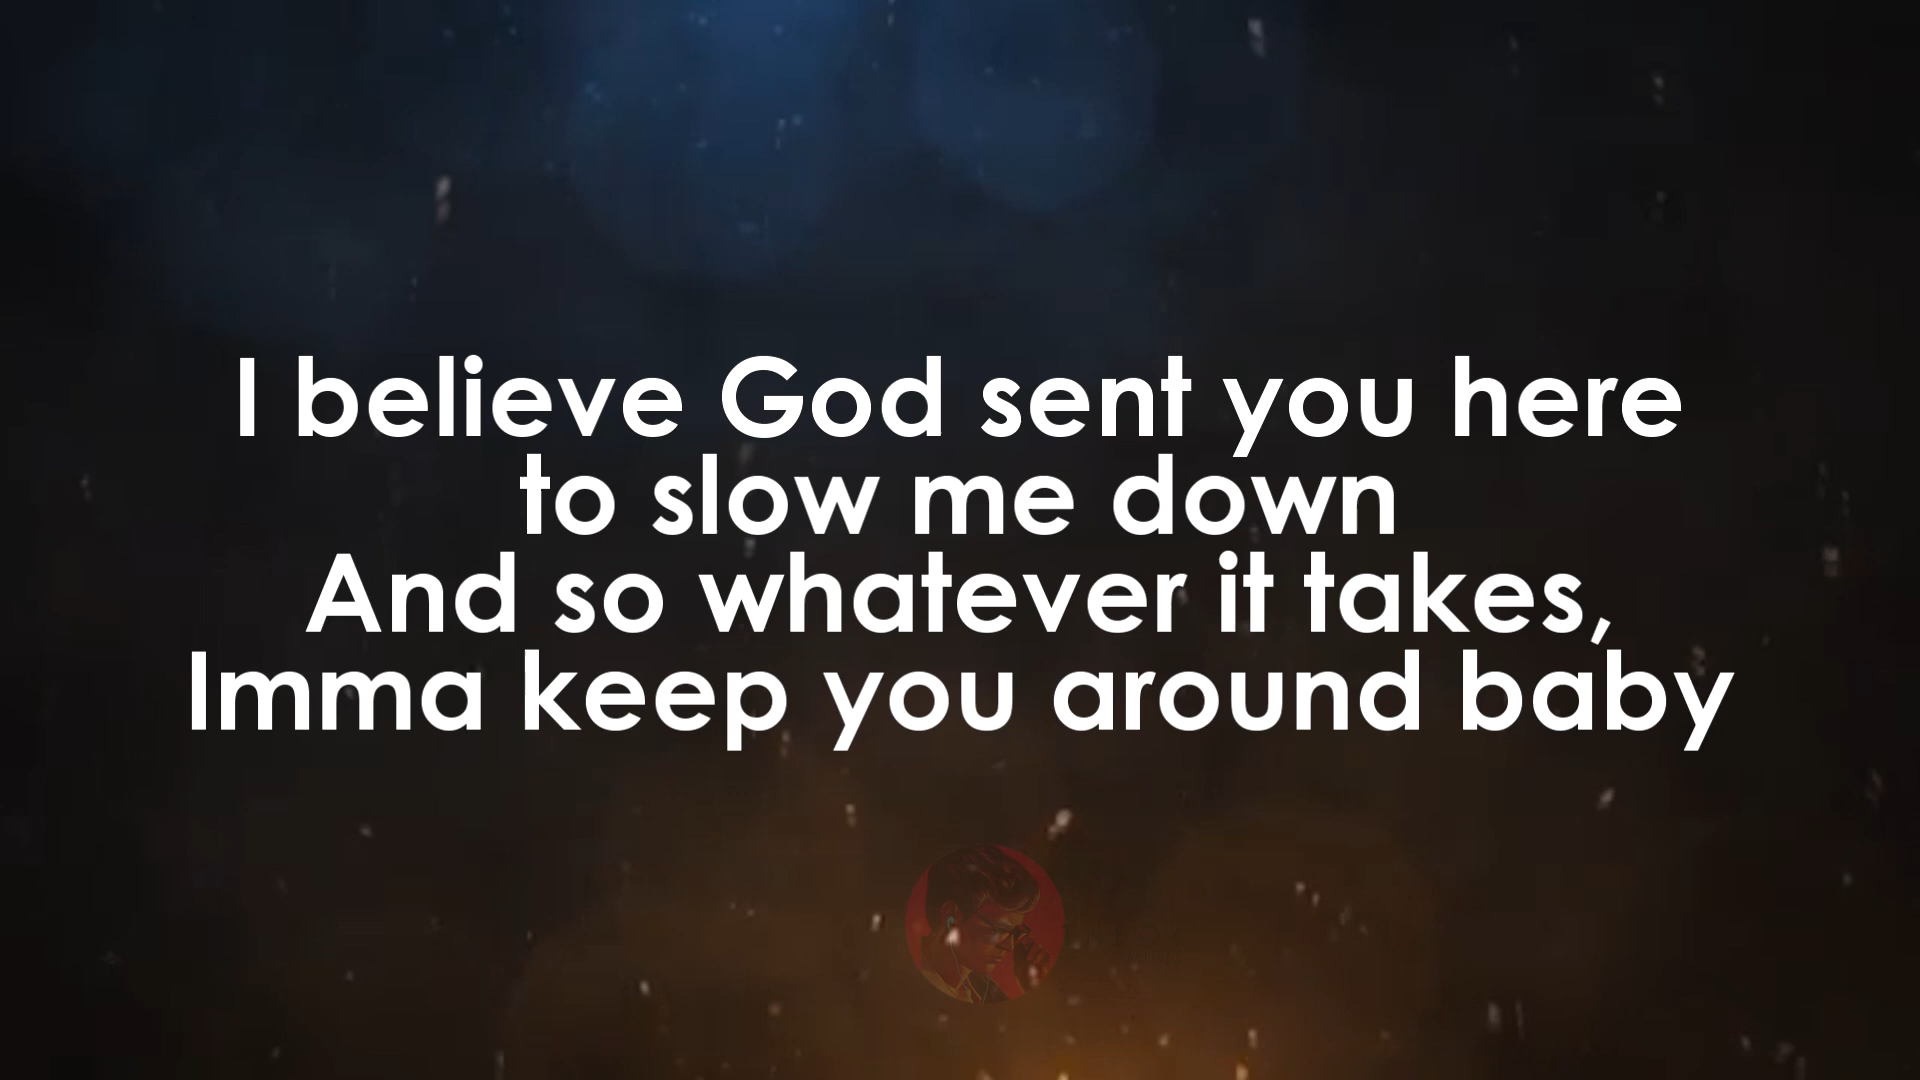 I believe God sent you here
to slow me down
And so whatever it takes,
Imma keep you around baby